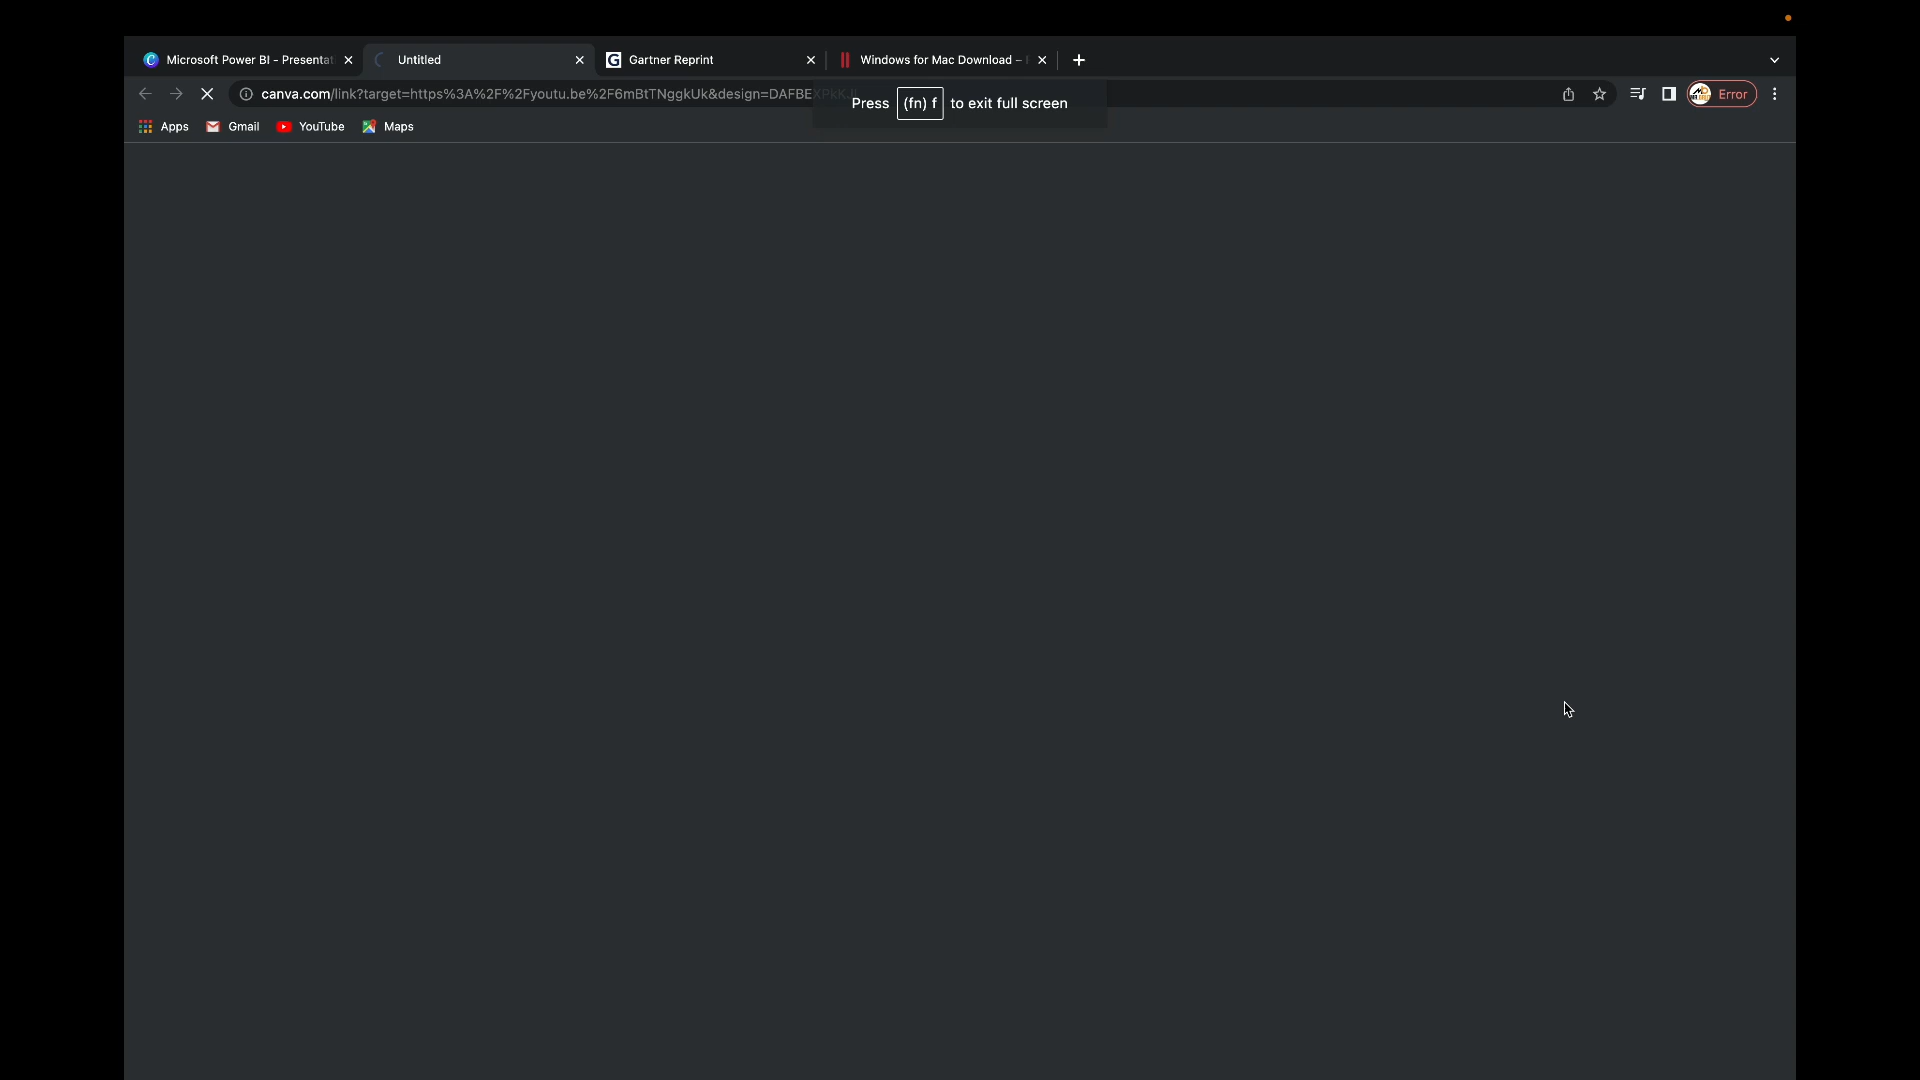 Microsoft Power BI - Presentat
Untitled
Gartner Reprint
Windows for Mac Download –
canva.com/link?target=https%3A%2F%2Fyoutu.be%2F6mBtTNggkUk&design=DAFBE
Press (fn) f to exit full screen
Error
Apps
Gmail
YouTube
Maps